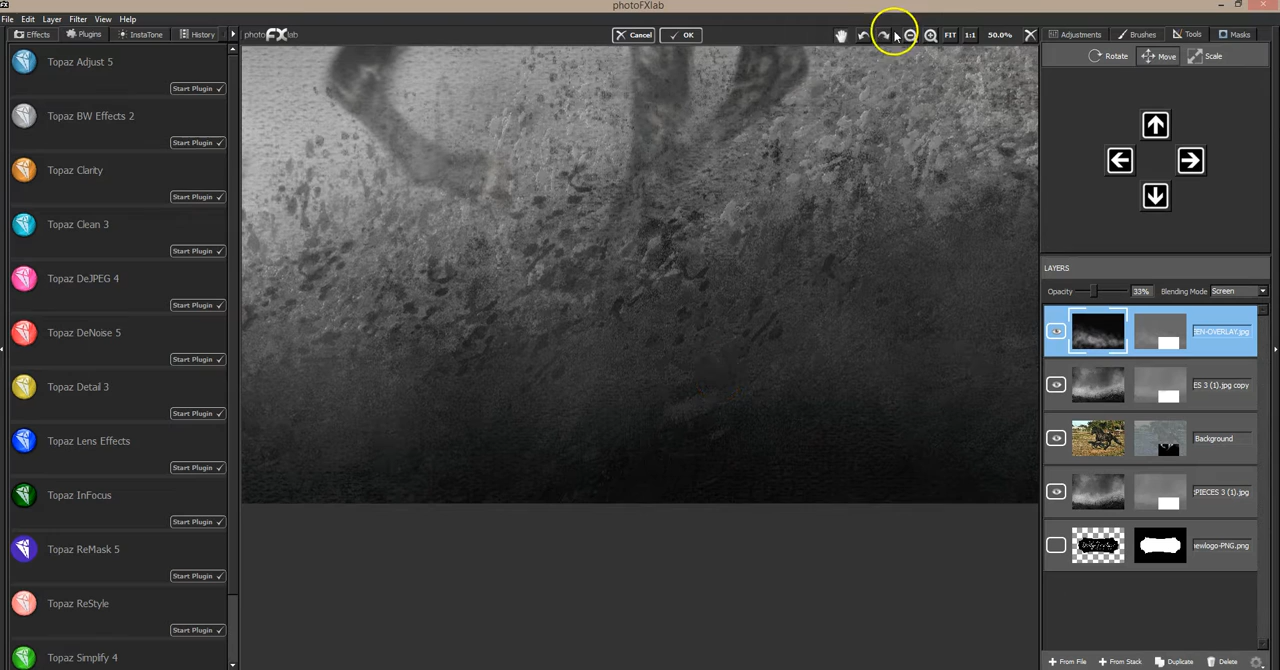 photoFXlab
File Edit Layer Filter View Help
Effects Plugins InstaTone History
photoFXlab
Cancel OK
FIT 1:1 50.0%
Adjustments Brushes Tools Masks
Rotate Move Scale
Topaz Adjust 5
Start Plugin
Topaz BW Effects 2
Start Plugin
Topaz Clarity
Start Plugin
Topaz Clean 3
Start Plugin
Topaz DeJPEG 4
Start Plugin
Topaz DeNoise 5
Start Plugin
Topaz Detail 3
Start Plugin
Topaz Lens Effects
Start Plugin
Topaz InFocus
Start Plugin
Topaz ReMask 5
Start Plugin
Topaz ReStyle
Start Plugin
Topaz Simplify 4
LAYERS
Opacity 33% Blending Mode Screen
EEN-OVERLAY.jpg
ES 3 (1).jpg copy
Background
PIECES 3 (1).jpg
newlogo-PNG.png
From File From Stack Duplicate Delete